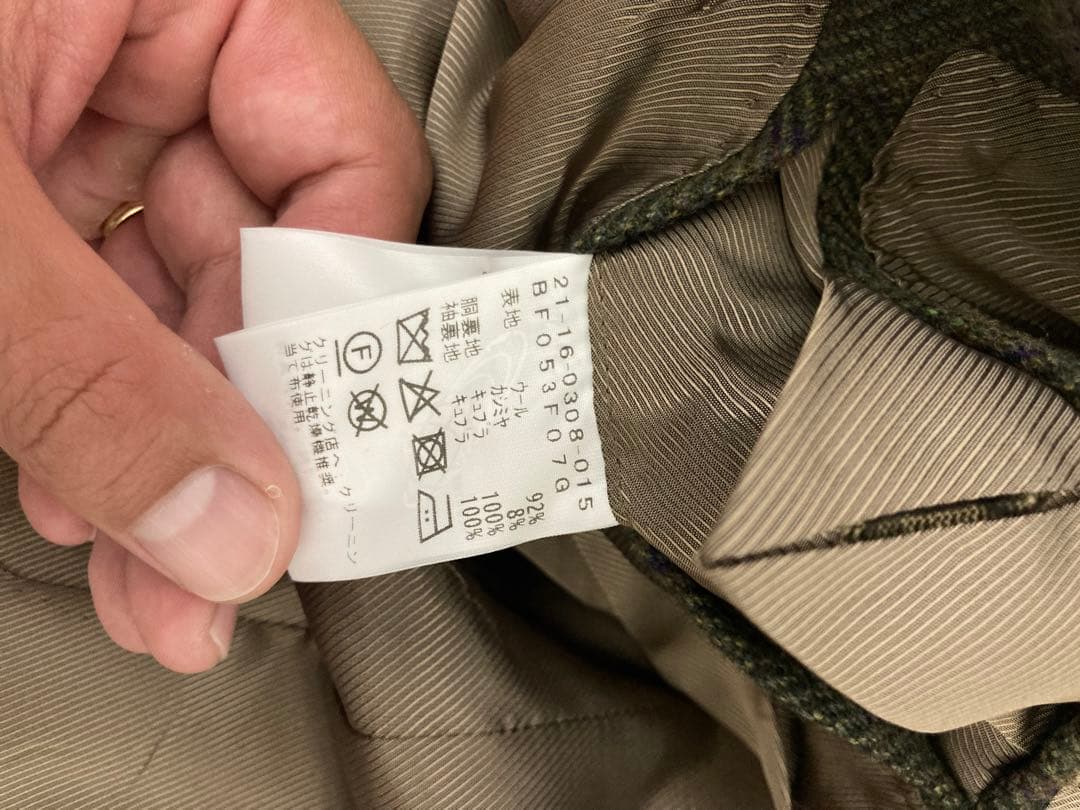 21-16-0308-015
BF053F07G
表地 ウール 92%
カシミヤ 8%
胴裏地 キュプラ 100%
袖裏地 キュプラ 100%
F
W
クリーニング店へ、クリーニン
グは静止乾燥機推奨。
当て布使用